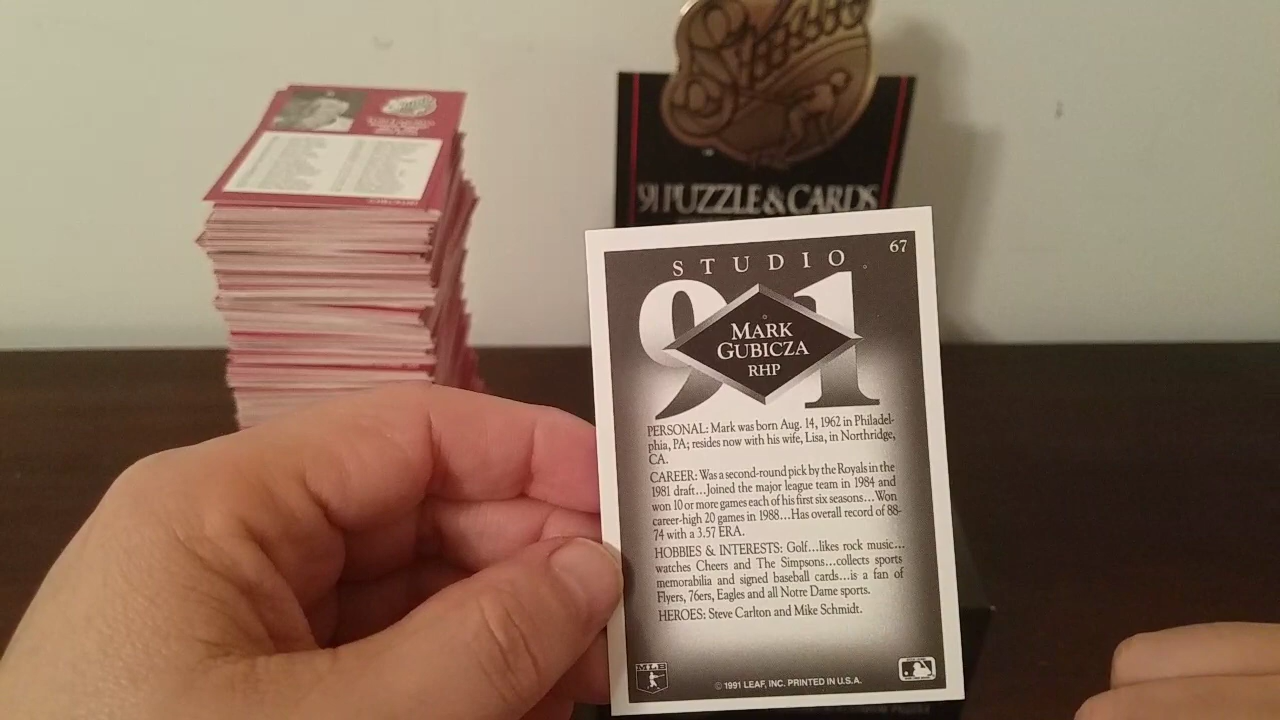 Studio
91 PUZZLE & CARDS
67
STUDIO
91
MARK
GUBICZA
RHP
PERSONAL: Mark was born Aug. 14, 1962 in Philadel-
phia, PA; resides now with his wife, Lisa, in Northridge,
CA.
CAREER: Was a second-round pick by the Royals in the
1981 draft...Joined the major league team in 1984 and
won 10 or more games each of his first six seasons...Won
career-high 20 games in 1988...Has overall record of 88-
74 with a 3.57 ERA.
HOBBIES & INTERESTS: Golf...likes rock music...
watches Cheers and The Simpsons...collects sports
memorabilia and signed baseball cards...is a fan of
Flyers, 76ers, Eagles and all Notre Dame sports.
HEROES: Steve Carlton and Mike Schmidt.
MLB
© 1991 LEAF, INC. PRINTED IN U.S.A.